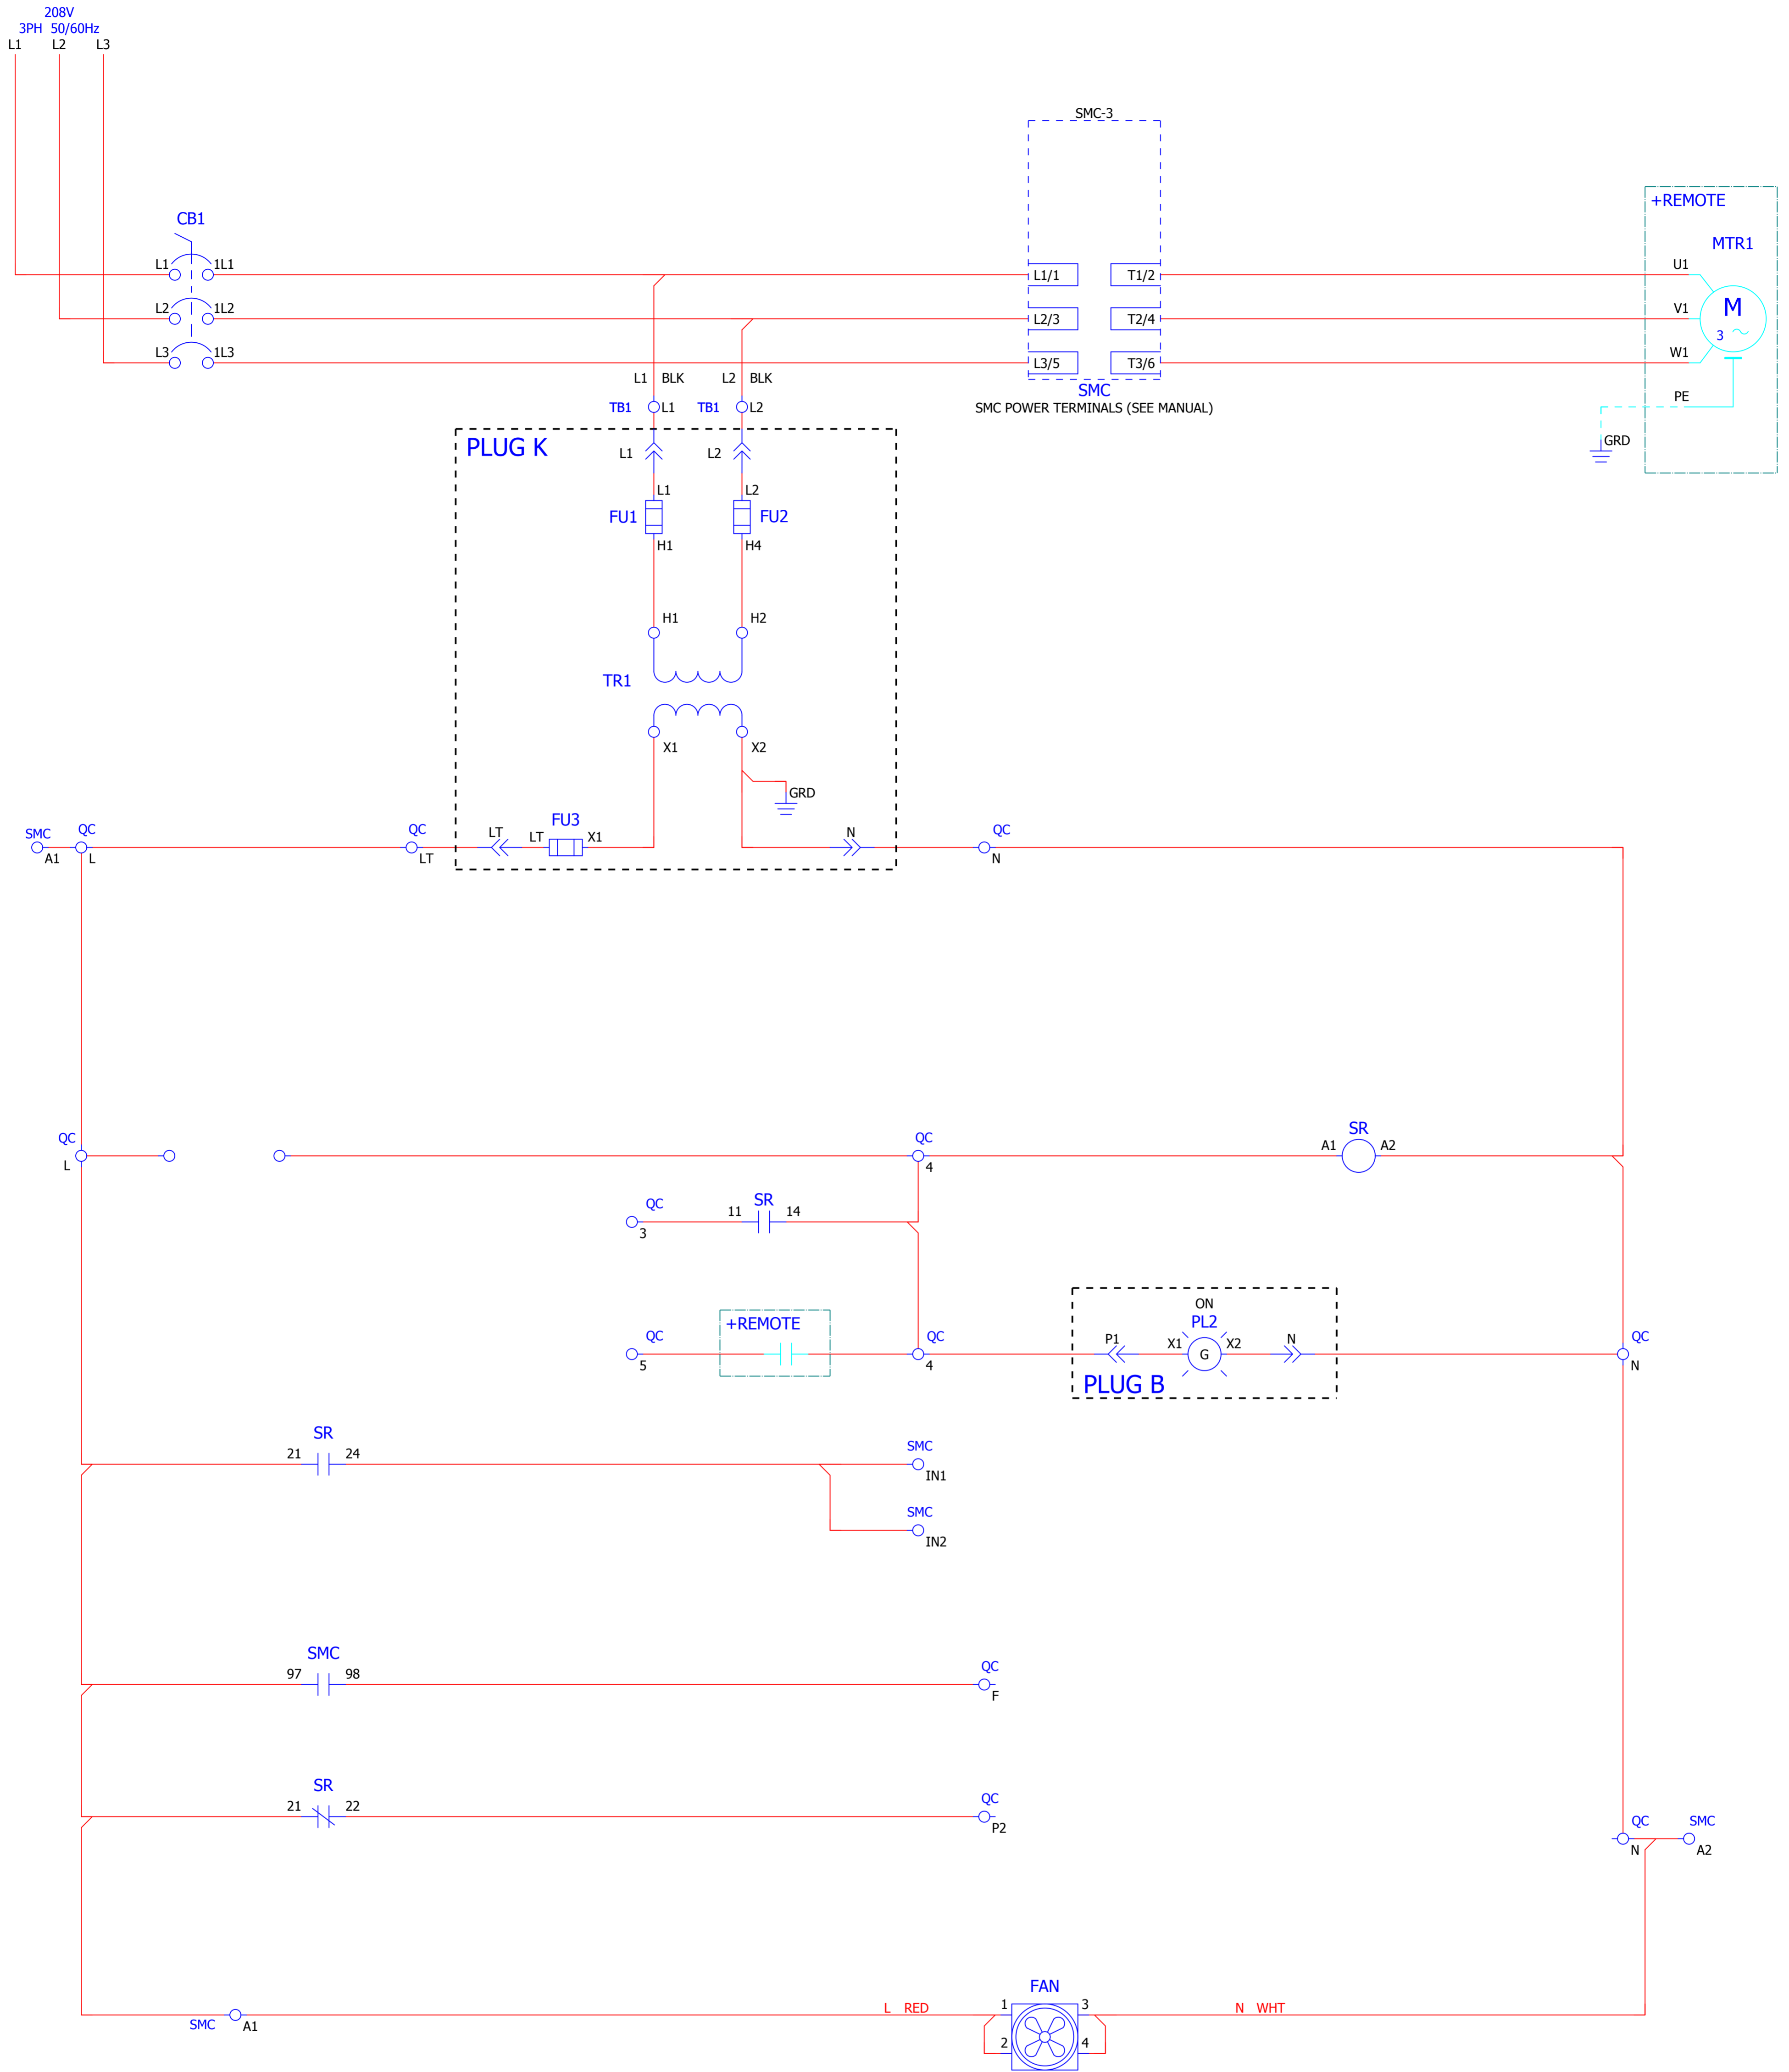 208V
3PH 50/60Hz
L1 L2 L3
SMC-3
+REMOTE
CB1
MTR1
L1 1L1 L1/1 T1/2 U1
L2 1L2 L2/3 T2/4 V1 M
3
L3 1L3 L3/5 T3/6 W1
L1 BLK L2 BLK
SMC
PE
TB1 L1 TB1 L2
SMC POWER TERMINALS (SEE MANUAL)
GRD
PLUG K
L1 L2
L1 L2
FU1 FU2
H1 H4
H1 H2
TR1
X1 X2
GRD
SMC QC QC FU3 QC
LT LT X1 N
A1 L LT N
QC QC SR
A1 A2
L 4
QC SR
11 14
3
ON
+REMOTE PL2
QC QC P1 X1 X2 N QC
G
5 4 N
PLUG B
SR
21 24 SMC
IN1
SMC
IN2
SMC
97 98 QC
F
SR
21 22 QC
P2
QC SMC
N A2
FAN
1 3
L RED N WHT
SMC A1
2 4